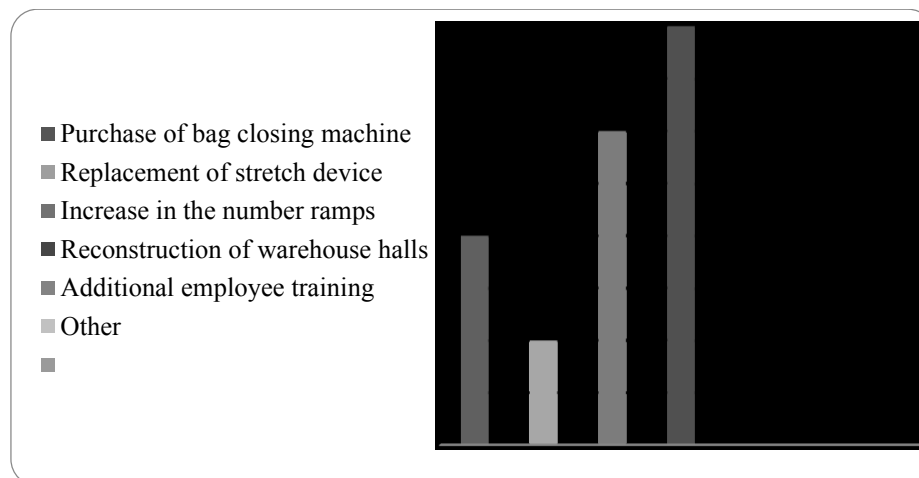 Purchase of bag closing machine
Replacement of stretch device
Increase in the number ramps
Reconstruction of warehouse halls
Additional employee training
Other